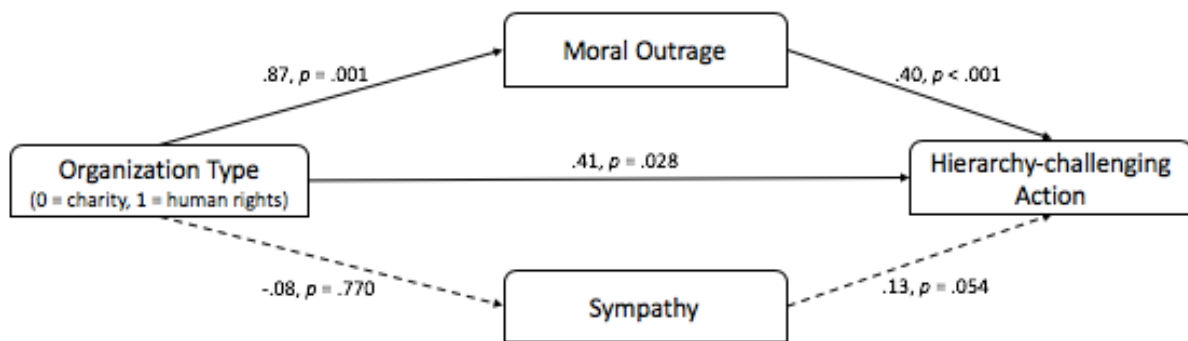 Moral Outrage
.87, p = .001
.40, p < .001
Organization Type
(0 = charity, 1 = human rights)
.41, p = .028
Hierarchy-challenging
Action
-.08, p = .770
.13, p = .054
Sympathy